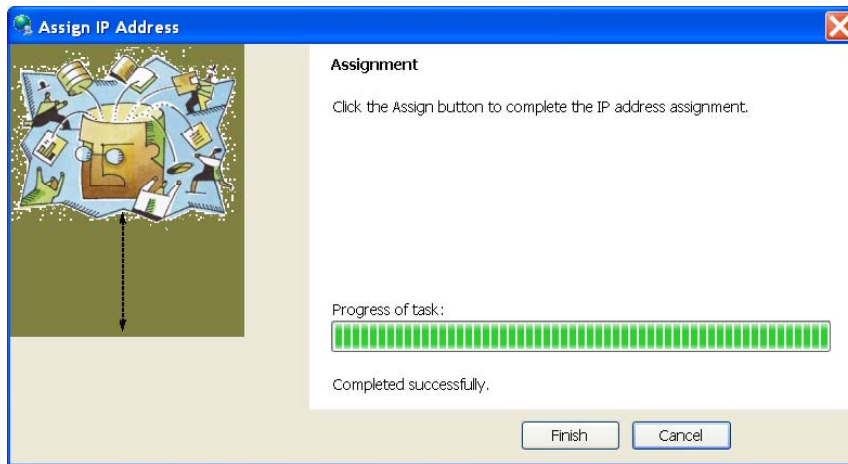 Assign IP Address
Assignment
Click the Assign button to complete the IP address assignment.
Progress of task:
Completed successfully.
Finish
Cancel